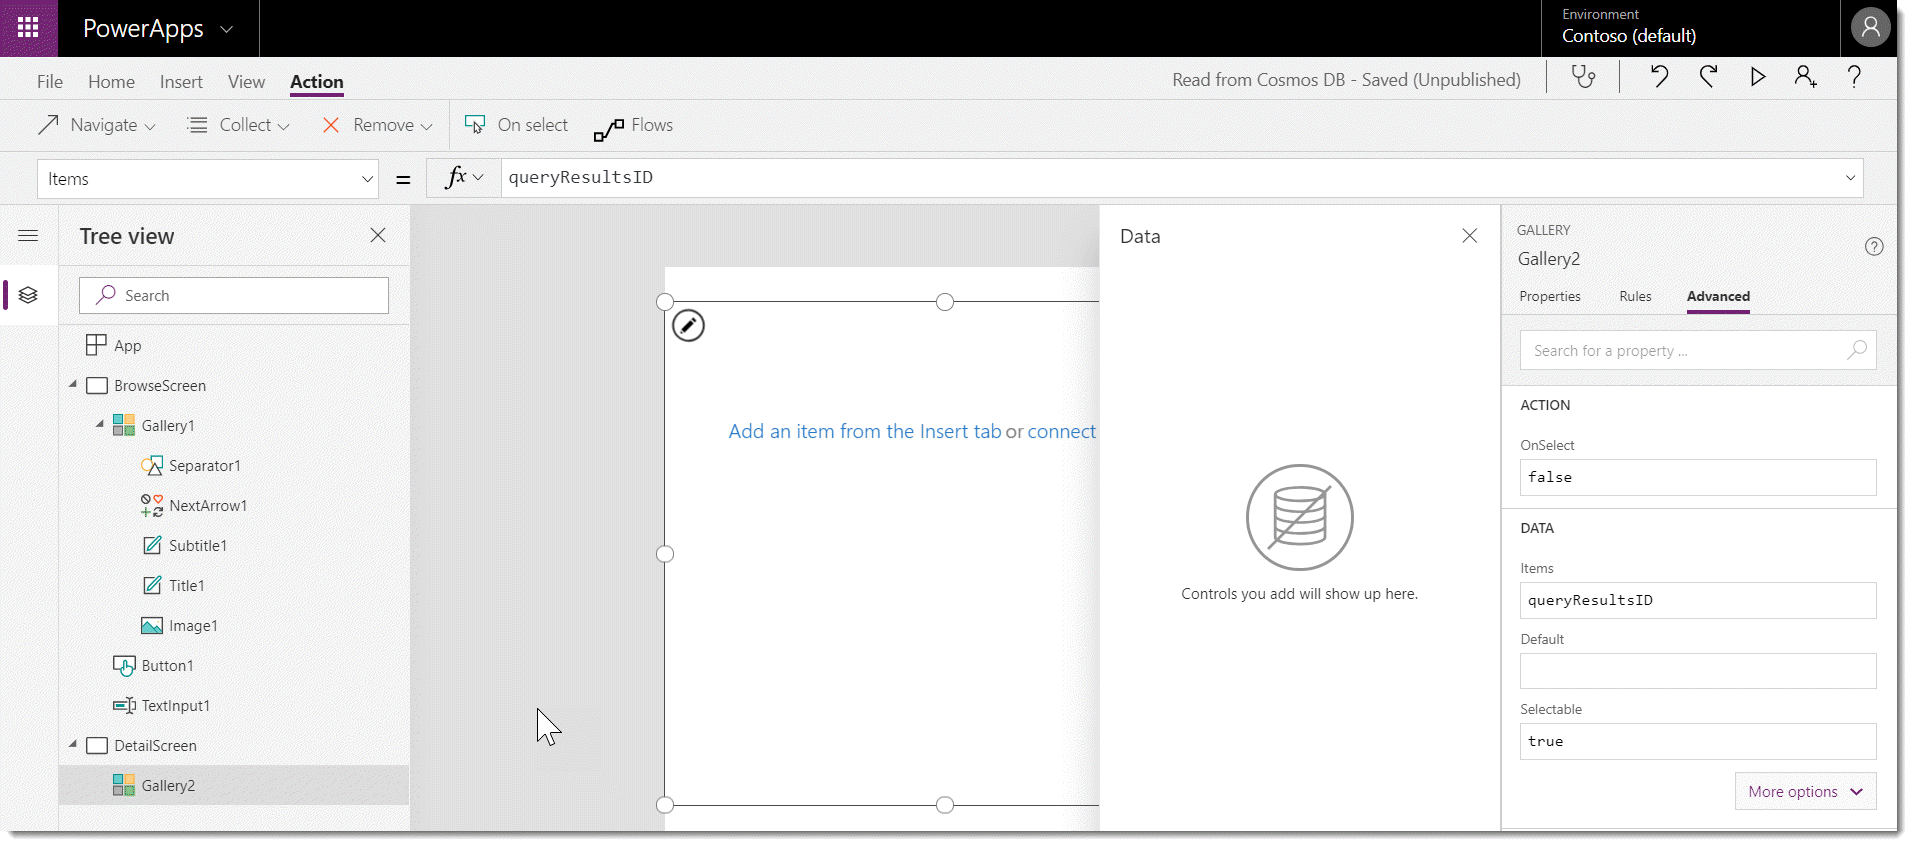 PowerApps
Environment
Contoso (default)
File Home Insert View Action
Read from Cosmos DB - Saved (Unpublished)
Navigate Collect Remove On select Flows
Items = fx queryResultsID
Tree view
Search
App
BrowseScreen
Gallery1
Separator1
NextArrow1
Subtitle1
Title1
Image1
Button1
TextInput1
DetailScreen
Gallery2
Add an item from the Insert tab or connect
Data
Controls you add will show up here.
GALLERY
Gallery2
Properties Rules Advanced
Search for a property ...
ACTION
OnSelect
false
DATA
Items
queryResultsID
Default
Selectable
true
More options